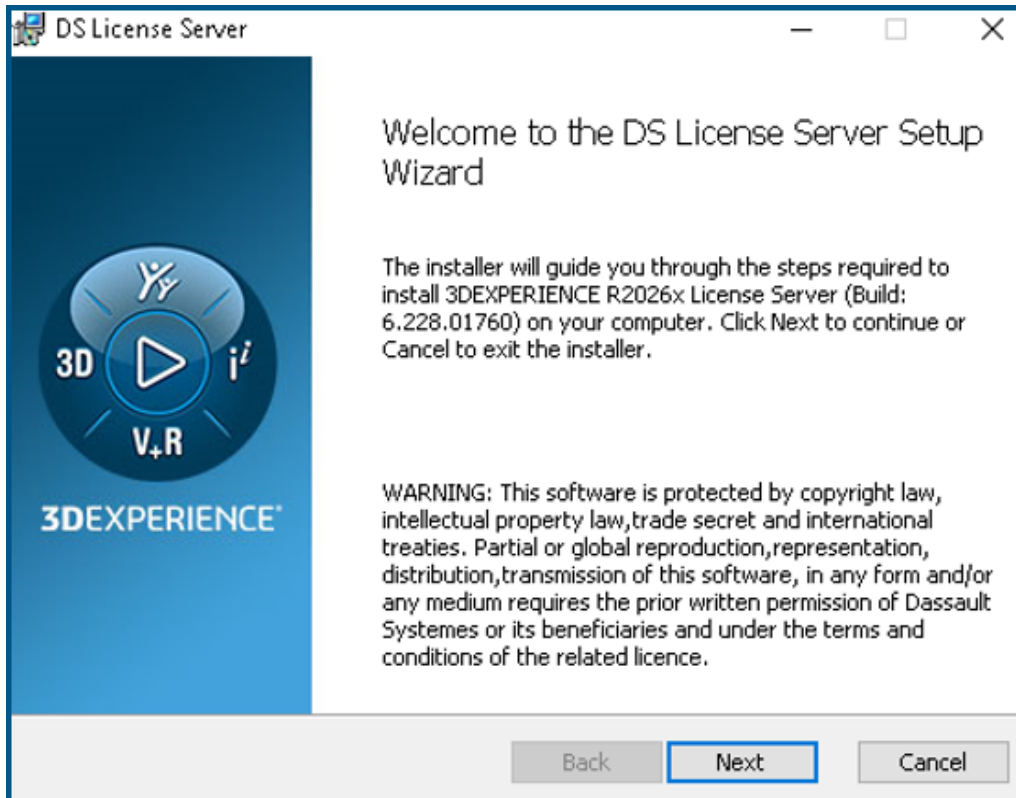 DS License Server
Welcome to the DS License Server Setup
Wizard
The installer will guide you through the steps required to
install 3DEXPERIENCE R2026x License Server (Build:
6.228.01760) on your computer. Click Next to continue or
Cancel to exit the installer.
3D
i
V+R
3DEXPERIENCE
WARNING: This software is protected by copyright law,
intellectual property law,trade secret and international
treaties. Partial or global reproduction,representation,
distribution,transmission of this software, in any form and/or
any medium requires the prior written permission of Dassault
Systemes or its beneficiaries and under the terms and
conditions of the related licence.
Back
Next
Cancel